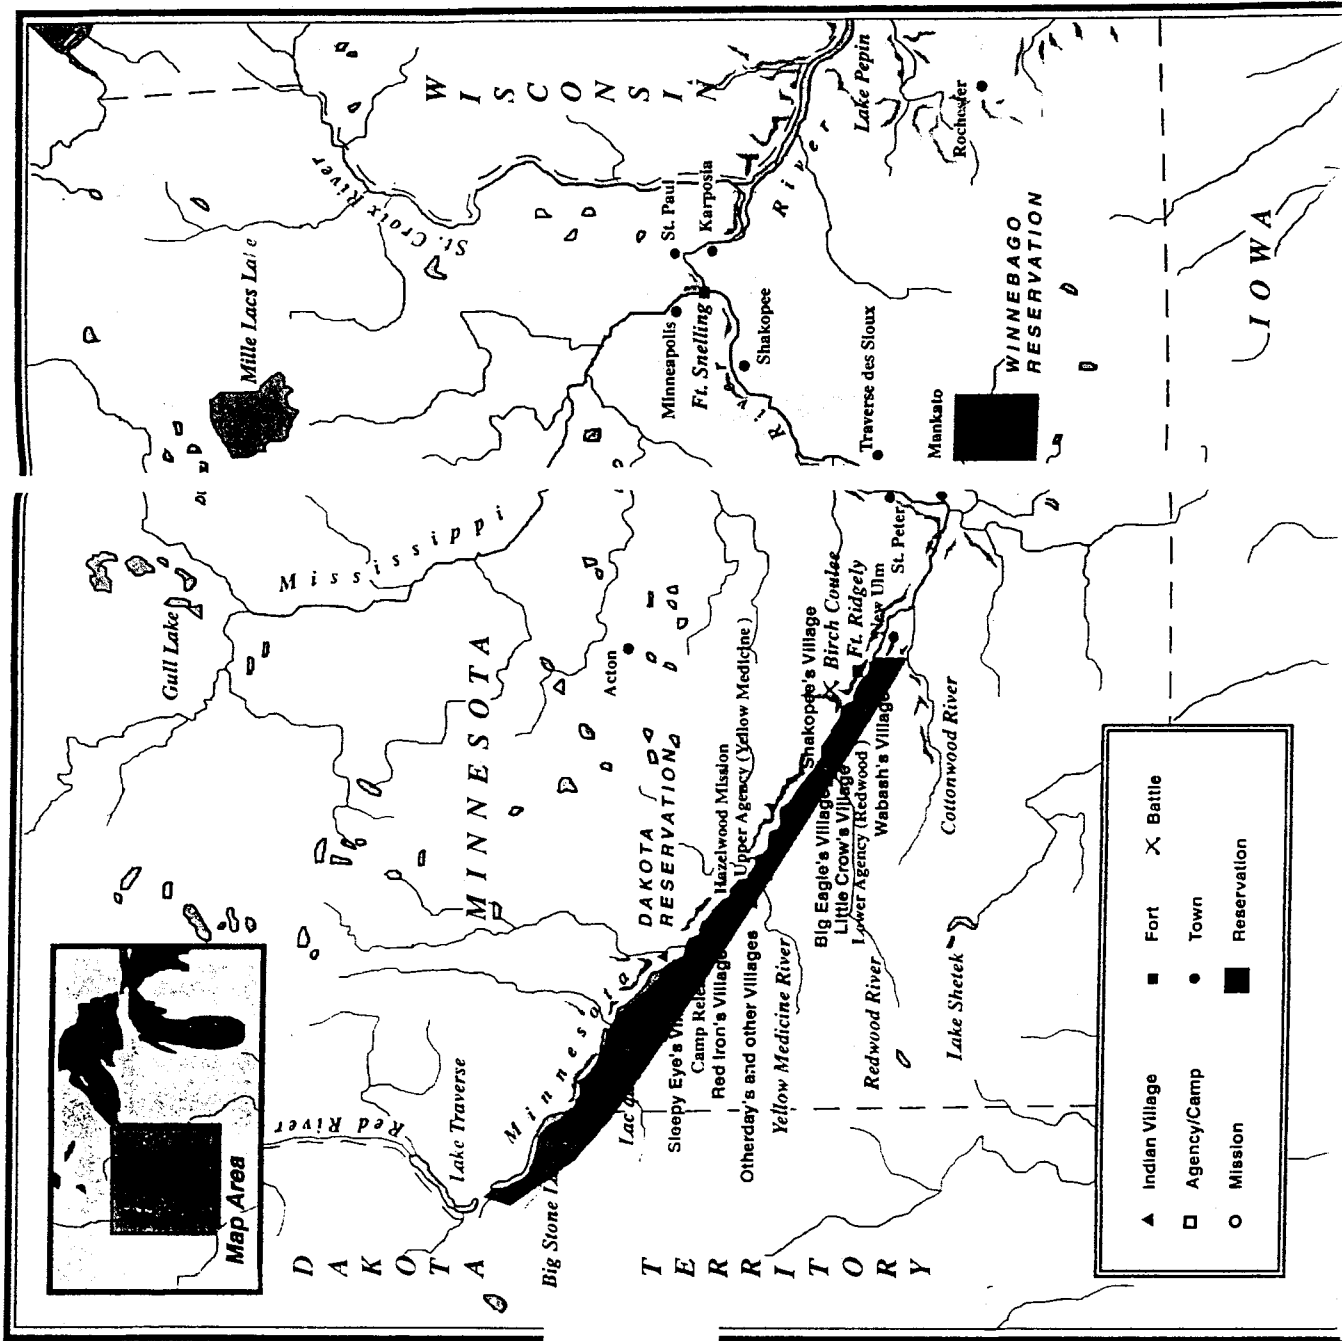 WISCONSIN
St. Croix River
Mille Lacs Lake
Lake Pepin
Rochester
St. Paul
Karposia
River
Minneapolis
Ft. Snelling
Shakopee
River
Traverse des Sioux
Mankato
WINNEBAGO
RESERVATION
IOWA
Gull Lake
Mississippi
MINNESOTA
Acton
St. Peter
New Ulm
Ft. Ridgely
Birch Coulee
Shakopee's Village
Big Eagle's Village
Little Crow's Village
Lower Agency (Redwood)
Wabash's Village
Cottonwood River
DAKOTA
RESERVATION
Hazelwood Mission
Upper Agency (Yellow Medicine)
Minnesota
Lac
Sleepy Eye's
Camp
Red Iron's Village
Otherday's and other Villages
Yellow Medicine River
Redwood River
Lake Shetek
Red River
Lake Traverse
Big Stone
DAKOTA
TERRITORY
Map Area
Indian Village
Fort
Battle
Agency/Camp
Town
Mission
Reservation